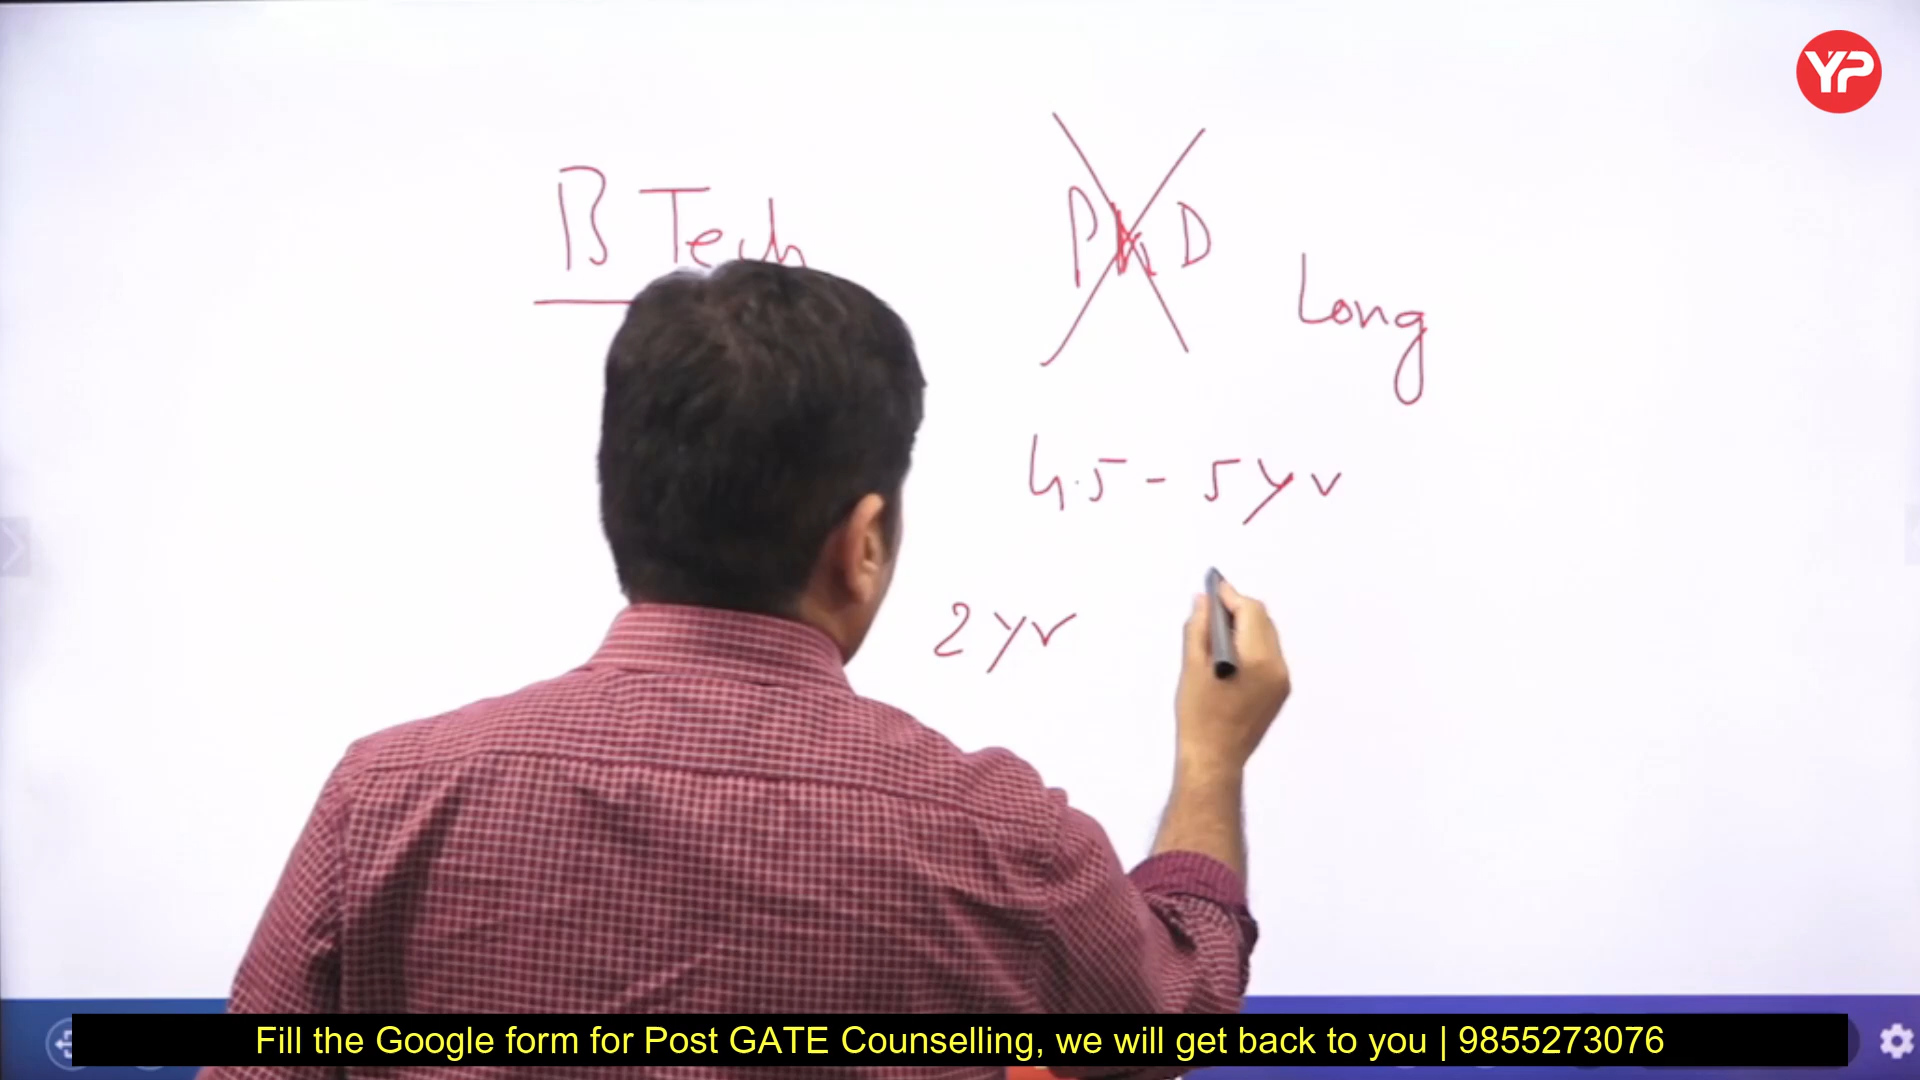 YP
B Tech
PhD
Long
4.5 - 5 yr
2 yr
Fill the Google form for Post GATE Counselling, we will get back to you | 9855273076